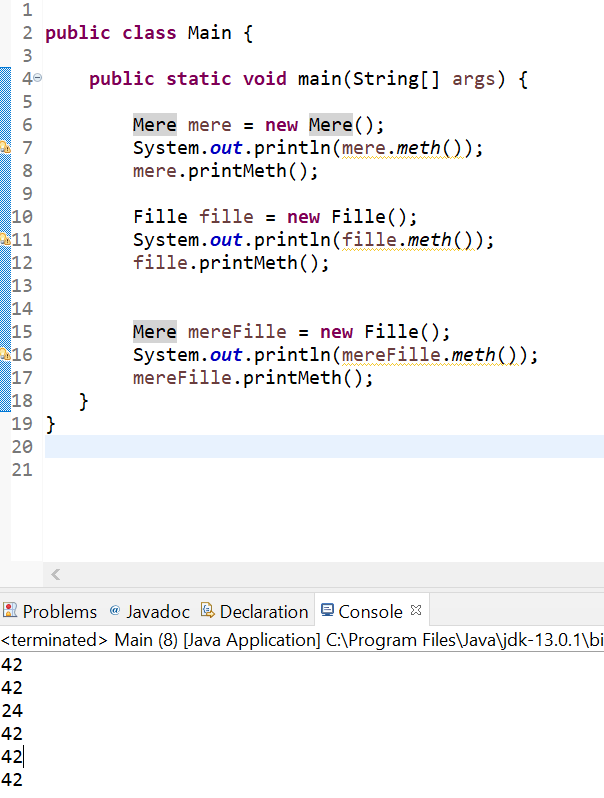 1
2 public class Main {
3
4 public static void main(String[] args) {
5
6 Mere mere = new Mere();
7 System.out.println(mere.meth());
8 mere.printMeth();
9
10 Fille fille = new Fille();
11 System.out.println(fille.meth());
12 fille.printMeth();
13
14
15 Mere mereFille = new Fille();
16 System.out.println(mereFille.meth());
17 mereFille.printMeth();
18 }
19 }
20
21
Problems @ Javadoc Declaration Console
<terminated> Main (8) [Java Application] C:\Program Files\Java\jdk-13.0.1\bi
42
42
24
42
42
42